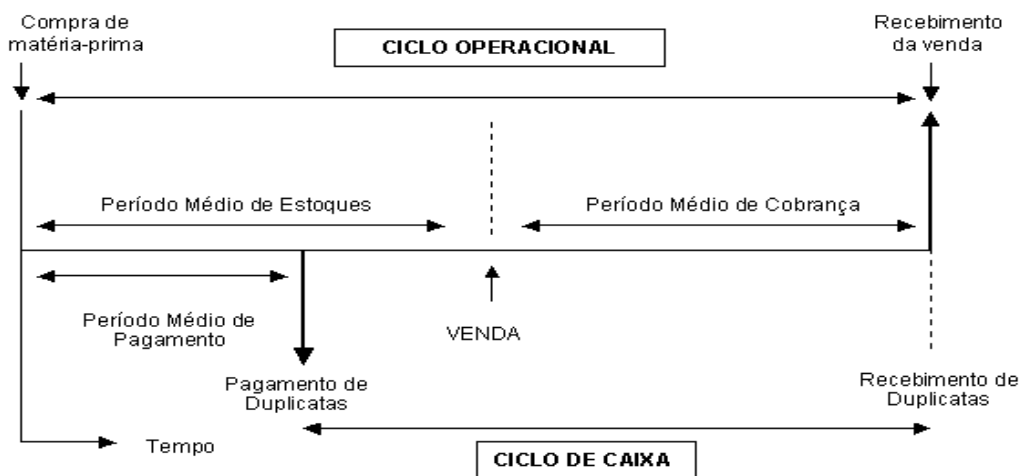 Compra de
matéria-prima
CICLO OPERACIONAL
Recebimento
da venda
Período Médio de Estoques
Período Médio de Cobrança
Período Médio de
Pagamento
VENDA
Pagamento de
Duplicatas
Recebimento de
Duplicatas
Tempo
CICLO DE CAIXA